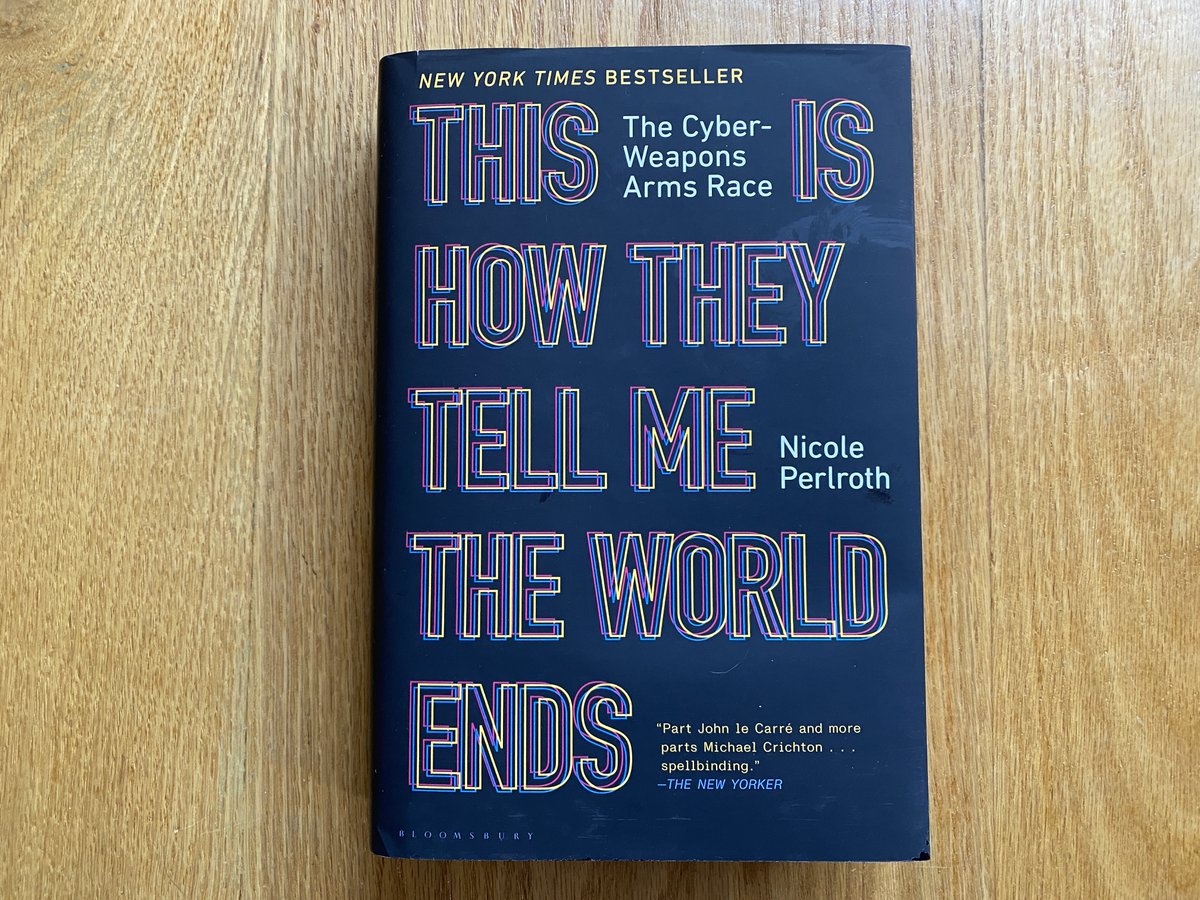 NEW YORK TIMES BESTSELLER
THIS The Cyber-
Weapons
Arms Race IS
HOW THEY
TELL ME
Nicole
Perlroth
THE WORLD
ENDS
“Part John le Carré and more
parts Michael Crichton . . .
spellbinding.”
—THE NEW YORKER
BLOOMSBURY